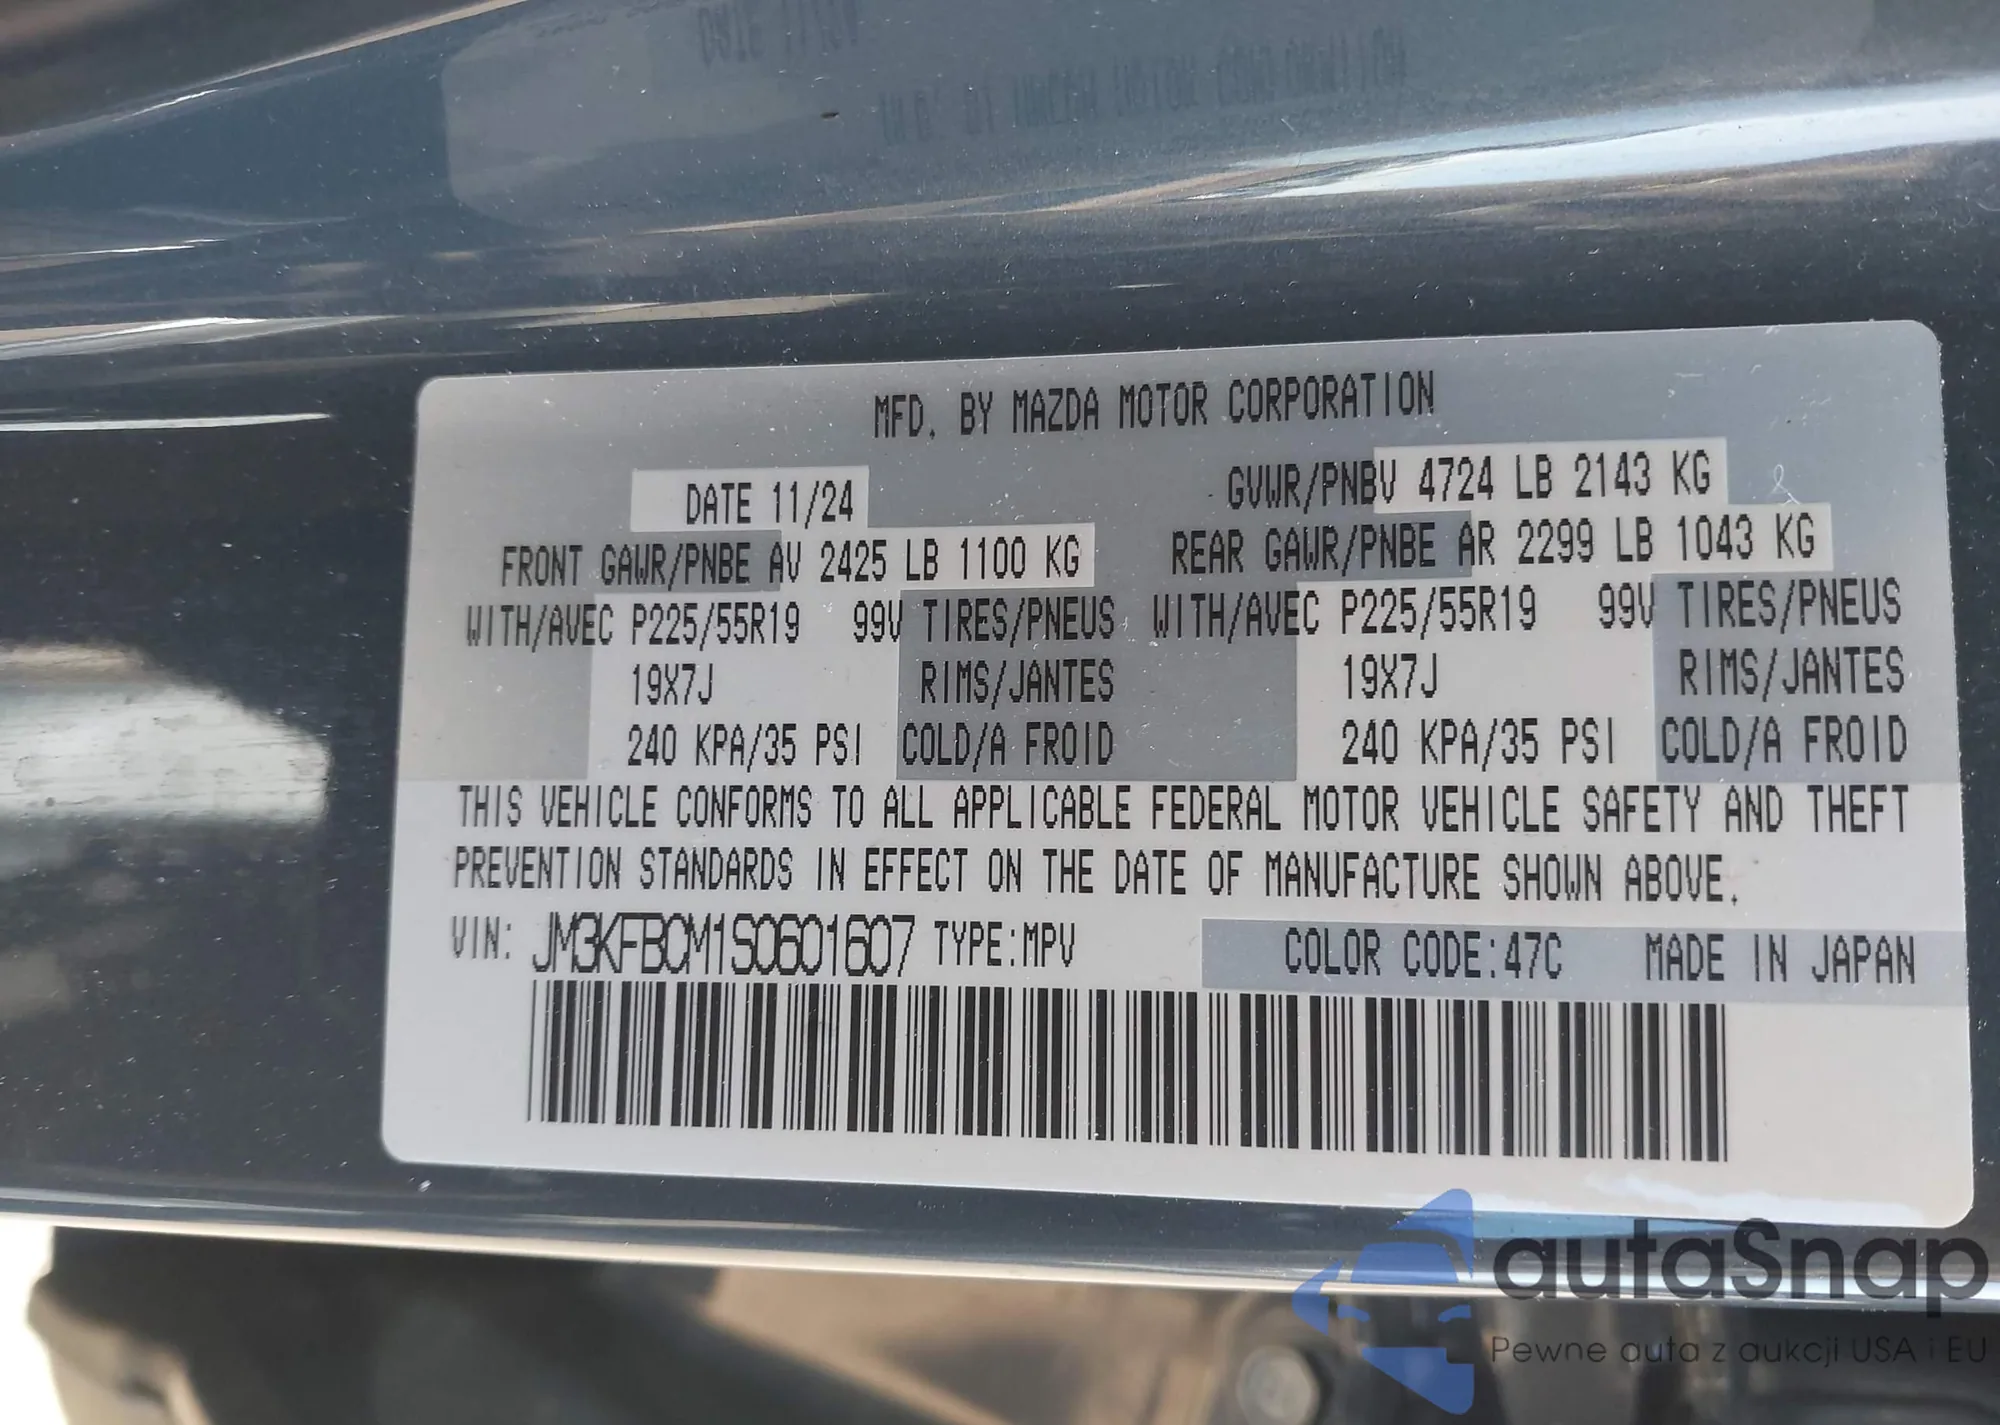 MFD. BY MAZDA MOTOR CORPORATION
DATE 11/24 GVWR/PNBV 4724 LB 2143 KG
FRONT GAWR/PNBE AV 2425 LB 1100 KG REAR GAWR/PNBE AR 2299 LB 1043 KG
WITH/AVEC P225/55R19 99V TIRES/PNEUS WITH/AVEC P225/55R19 99V TIRES/PNEUS
19X7J RIMS/JANTES 19X7J RIMS/JANTES
240 KPA/35 PSI COLD/A FROID 240 KPA/35 PSI COLD/A FROID
THIS VEHICLE CONFORMS TO ALL APPLICABLE FEDERAL MOTOR VEHICLE SAFETY AND THEFT
PREVENTION STANDARDS IN EFFECT ON THE DATE OF MANUFACTURE SHOWN ABOVE.
VIN: JM3KFBCM1S0601607 TYPE:MPV COLOR CODE:47C MADE IN JAPAN
autaSnap
Pewne auta z aukcji USA i EU